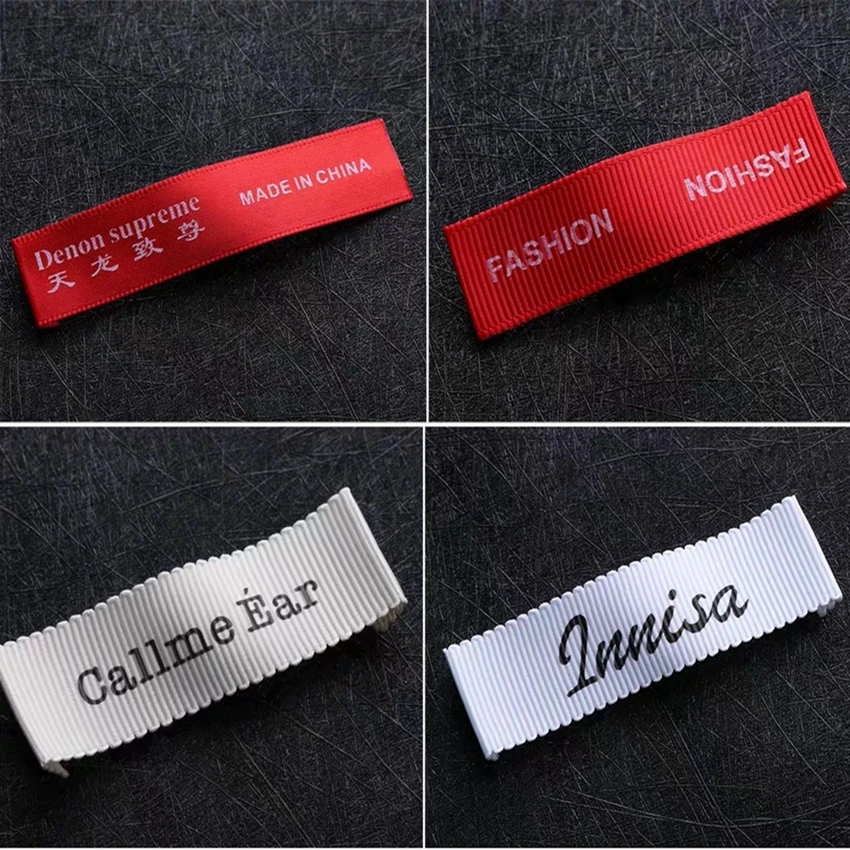 Denon supreme
天龙致尊
MADE IN CHINA
FASHION
FASHION
Callme Éar
Innisa